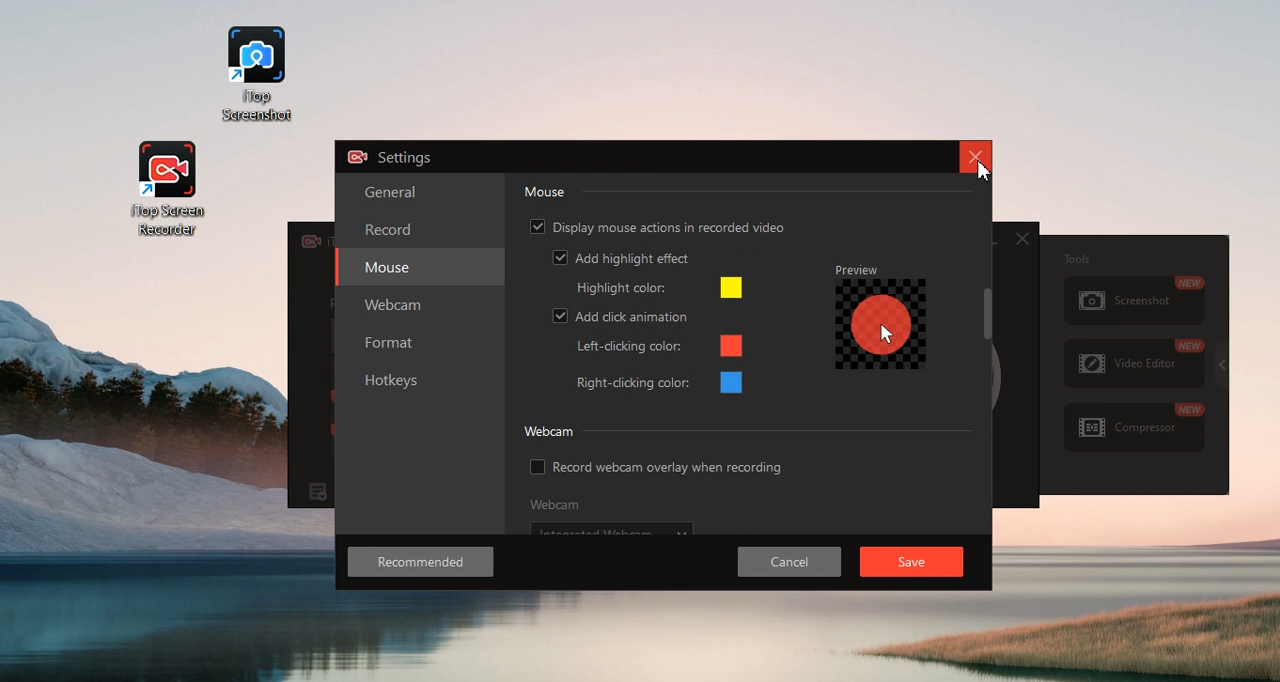 iTop
Screenshot
iTop Screen
Recorder
Settings
General
Record
Mouse
Webcam
Format
Hotkeys
Mouse
Display mouse actions in recorded video
Add highlight effect
Highlight color:
Add click animation
Left-clicking color:
Right-clicking color:
Preview
Webcam
Record webcam overlay when recording
Webcam
Integrated Webcam
Recommended
Cancel
Save
Tools
NEW
Screenshot
NEW
Video Editor
NEW
Compressor